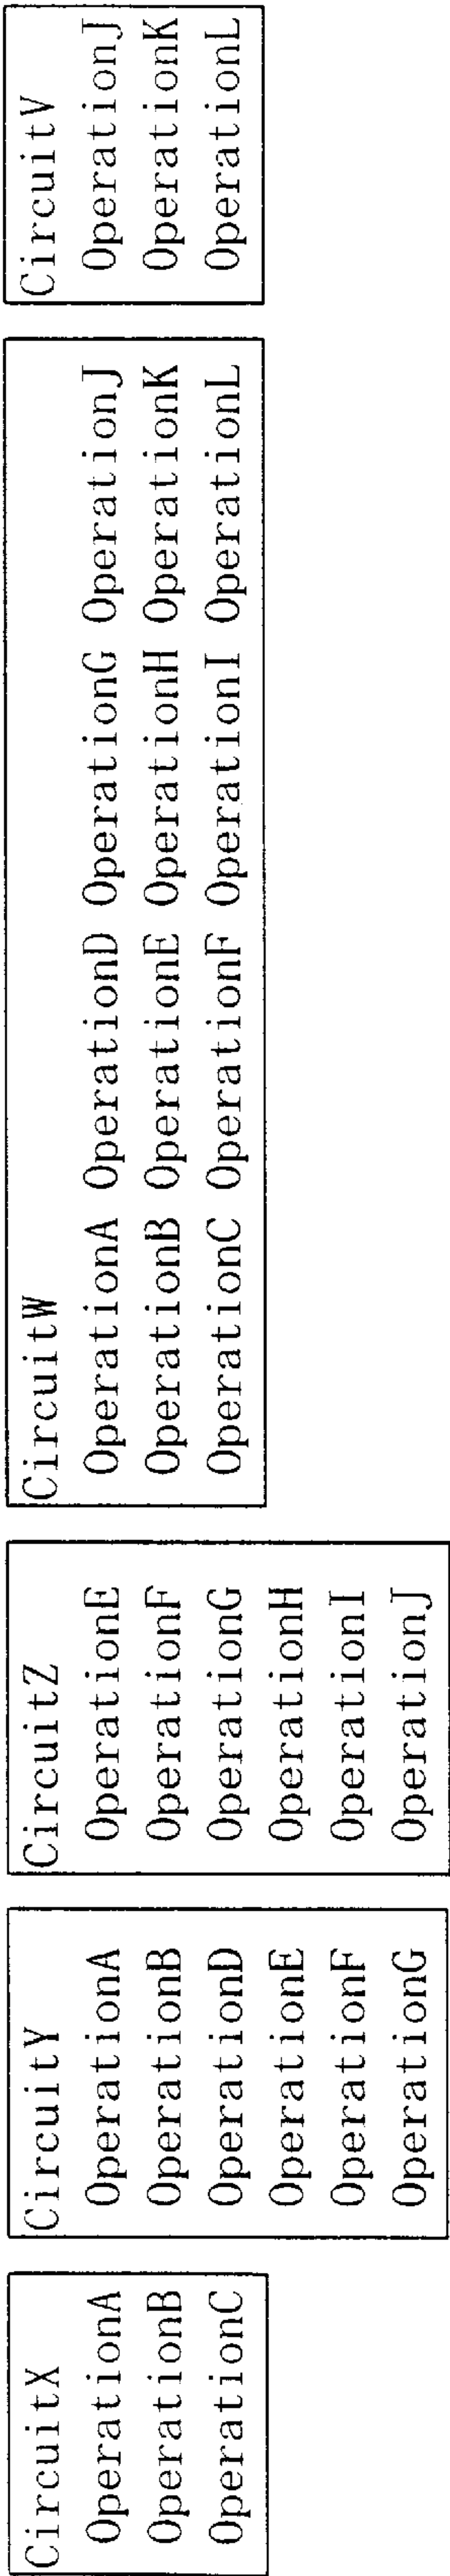 CircuitX
OperationA
OperationB
OperationC
CircuitY
OperationA
OperationB
OperationD
OperationE
OperationF
OperationG
CircuitZ
OperationE
OperationF
OperationG
OperationH
OperationI
OperationJ
CircuitW
OperationA OperationD OperationG OperationJ
OperationB OperationE OperationH OperationK
OperationC OperationF OperationI OperationL
CircuitV
OperationJ
OperationK
OperationL